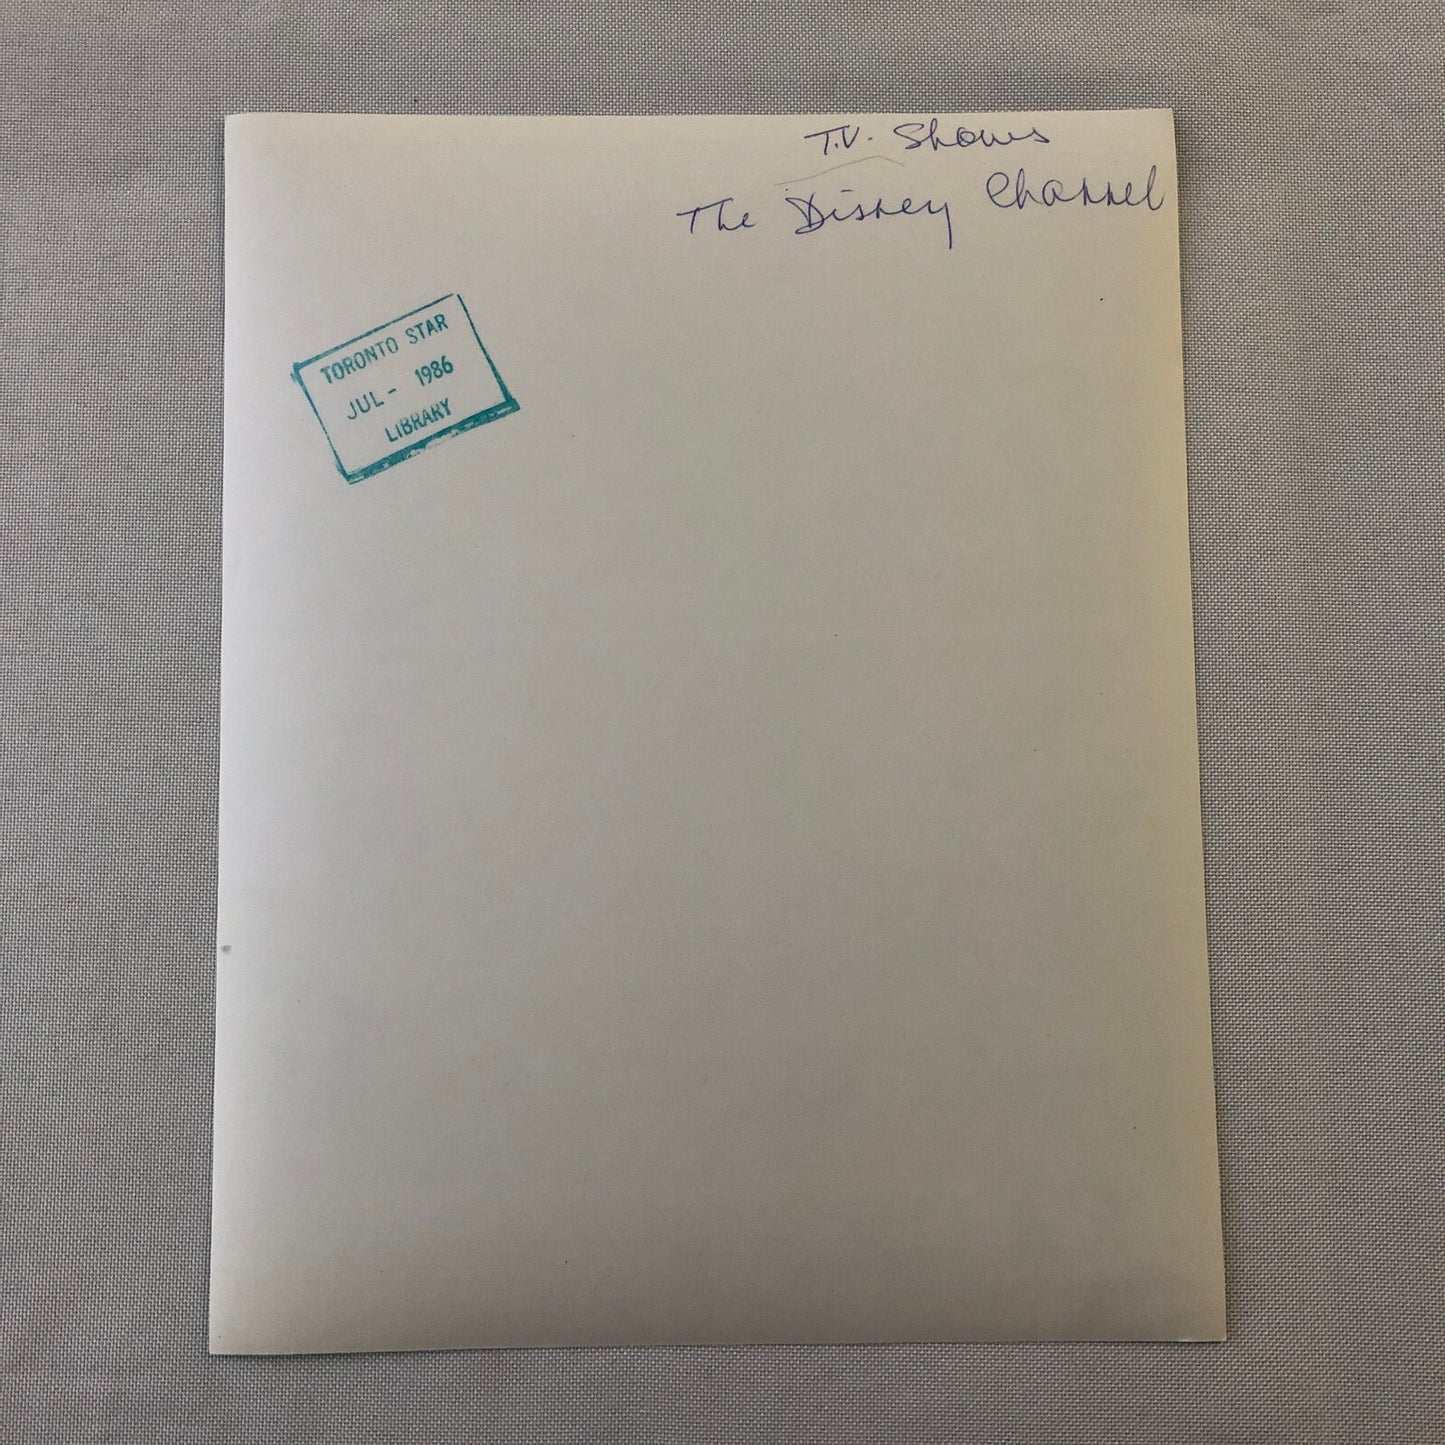 T.V. Shows
The Disney Channel
TORONTO STAR
JUL - 1986
LIBRARY